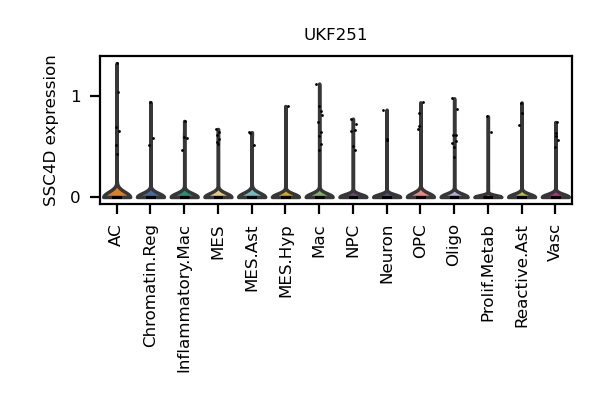 UKF251
SSC4D expression
1
0
AC
Chromatin.Reg
Inflammatory.Mac
MES
MES.Ast
MES.Hyp
Mac
NPC
Neuron
OPC
Oligo
Prolif.Metab
Reactive.Ast
Vasc